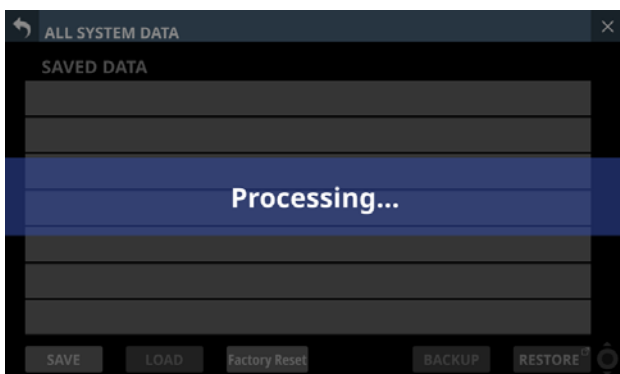 ALL SYSTEM DATA
SAVED DATA
Processing...
SAVE LOAD Factory Reset BACKUP RESTORE